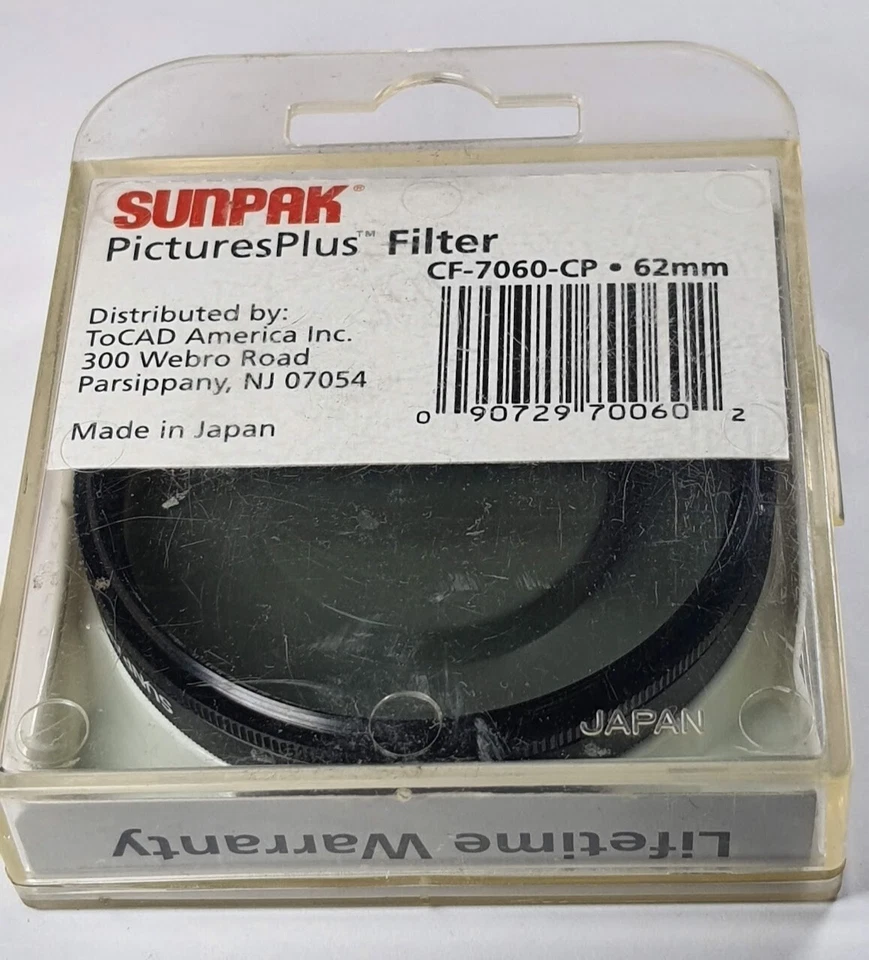 SUNPAK®
PicturesPlus™ Filter
CF-7060-CP • 62mm
Distributed by:
ToCAD America Inc.
300 Webro Road
Parsippany, NJ 07054
Made in Japan
0 90729 70060 2
JAPAN
Lifetime Warranty